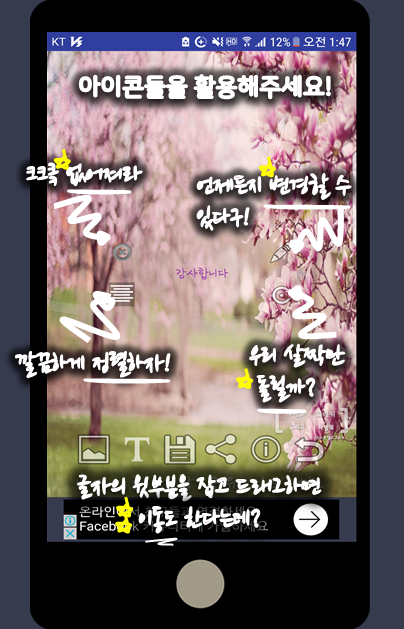 KT
12% 오전 1:47
아이콘들을 활용해주세요!
크크큭 없어져라
언제든지 변경할 수
있다구!
감사합니다
깔끔하게 정렬하자!
우리 살짝만
돌릴까?
글자의 윗부분을 잡고 드래그하면
이동도 한다는데?
온라인
Facebook